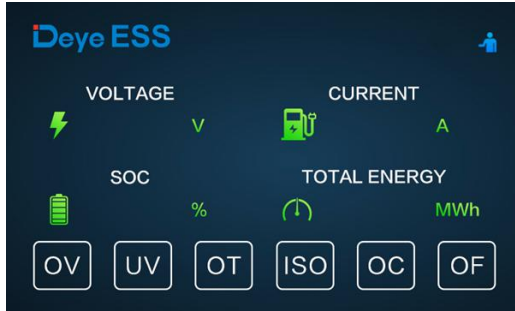 Deye ESS
VOLTAGE CURRENT
V A
SOC TOTAL ENERGY
% MWh
OV UV OT ISO OC OF